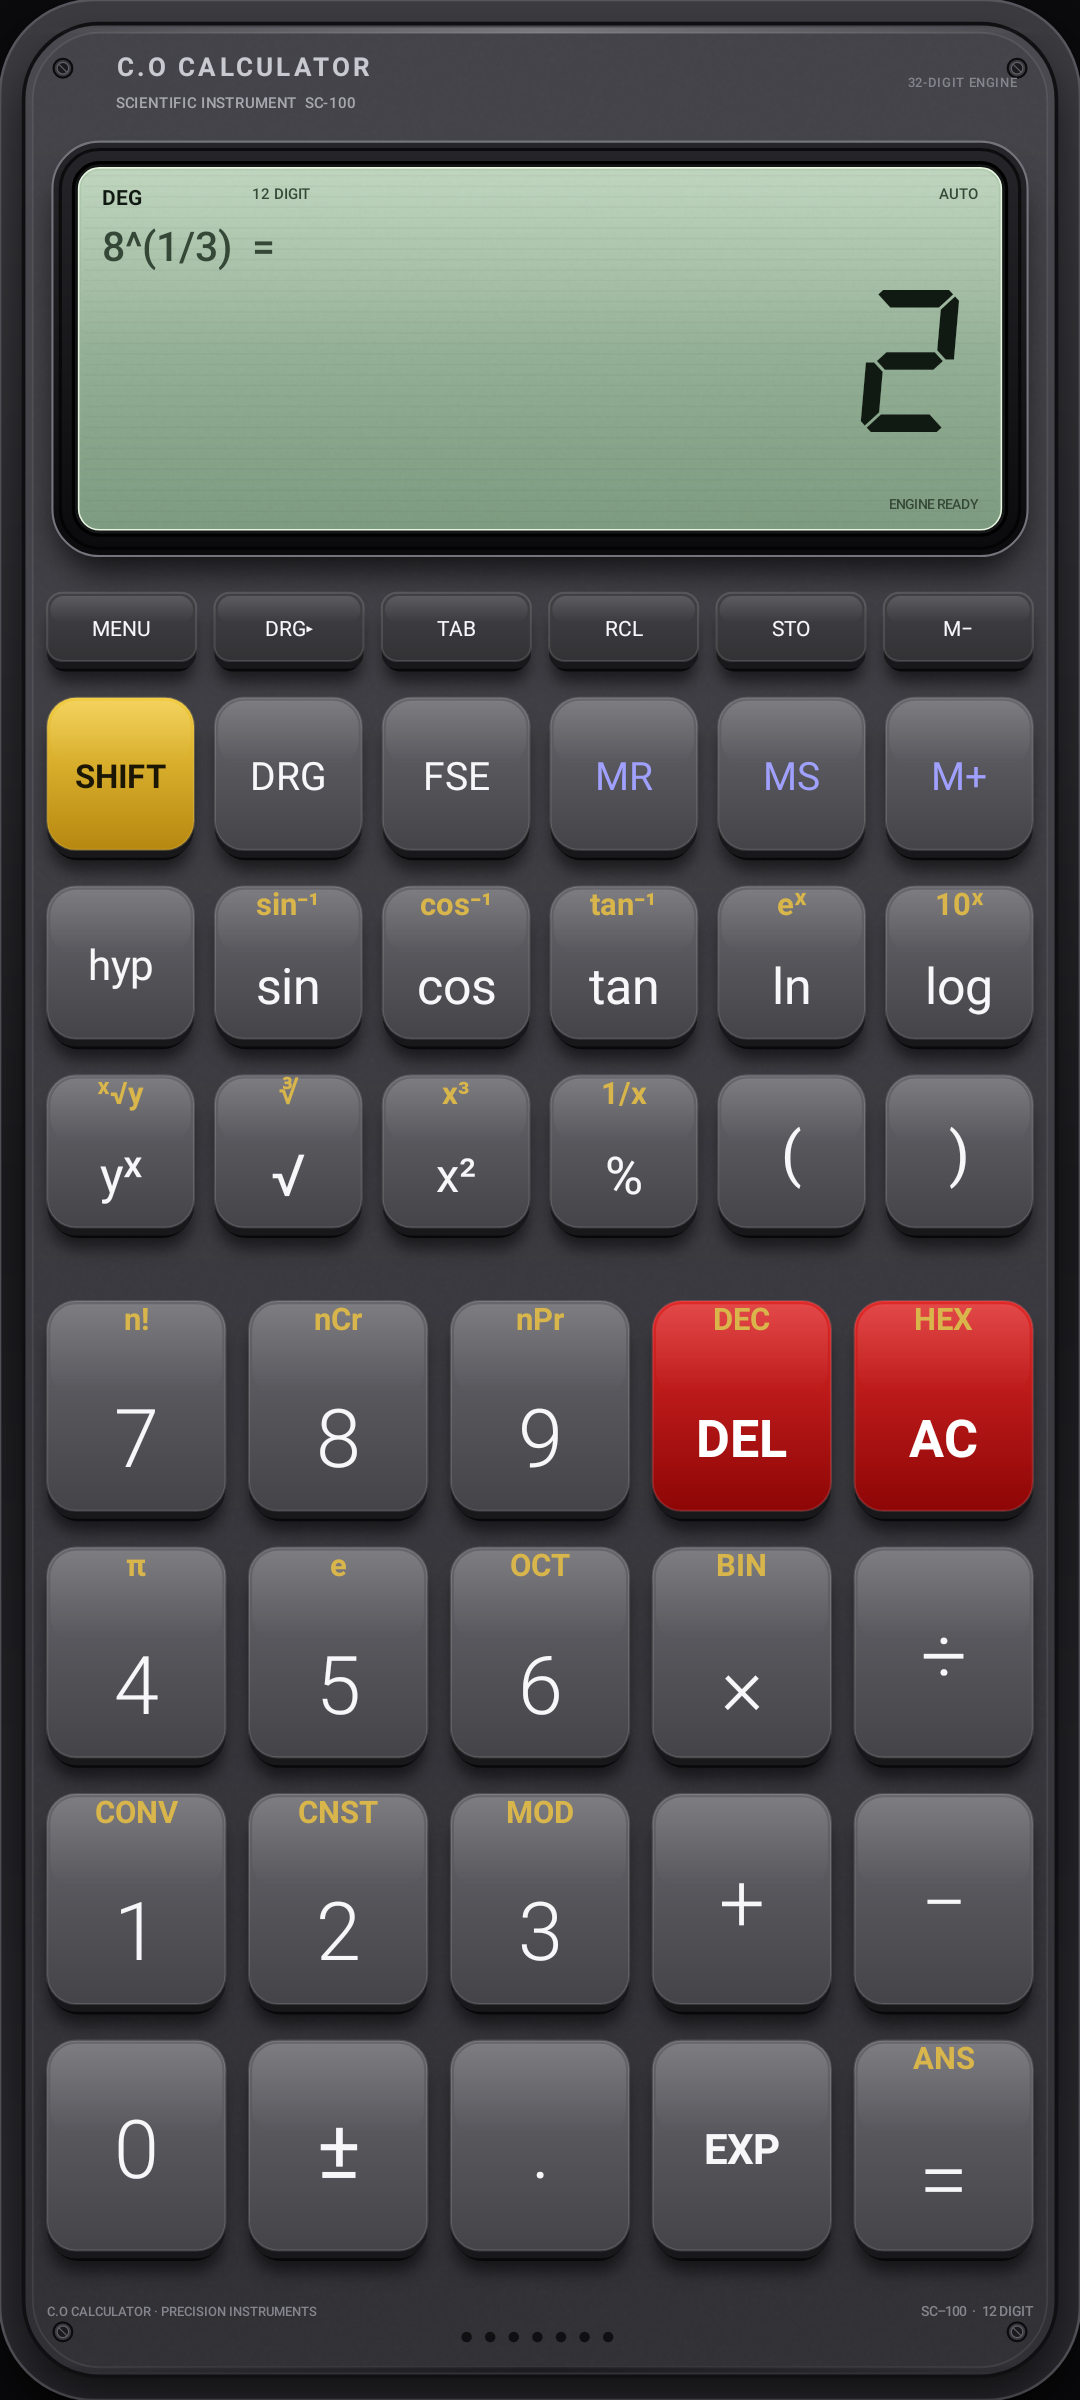 C.O CALCULATOR
32-DIGIT ENGINE
SCIENTIFIC INSTRUMENT SC-100
DEG 12 DIGIT AUTO
8^(1/3) =
2
ENGINE READY
MENU DRG▸ TAB RCL STO M−
SHIFT DRG FSE MR MS M+
sin⁻¹ cos⁻¹ tan⁻¹ eˣ 10ˣ
hyp sin cos tan ln log
ˣ√y ∛ x³ 1/x
yˣ √ x² % ( )
n! nCr nPr DEC HEX
7 8 9 DEL AC
π e OCT BIN
4 5 6 × ÷
CONV CNST MOD
1 2 3 + −
ANS
0 ± . EXP =
C.O CALCULATOR · PRECISION INSTRUMENTS SC−100 · 12 DIGIT